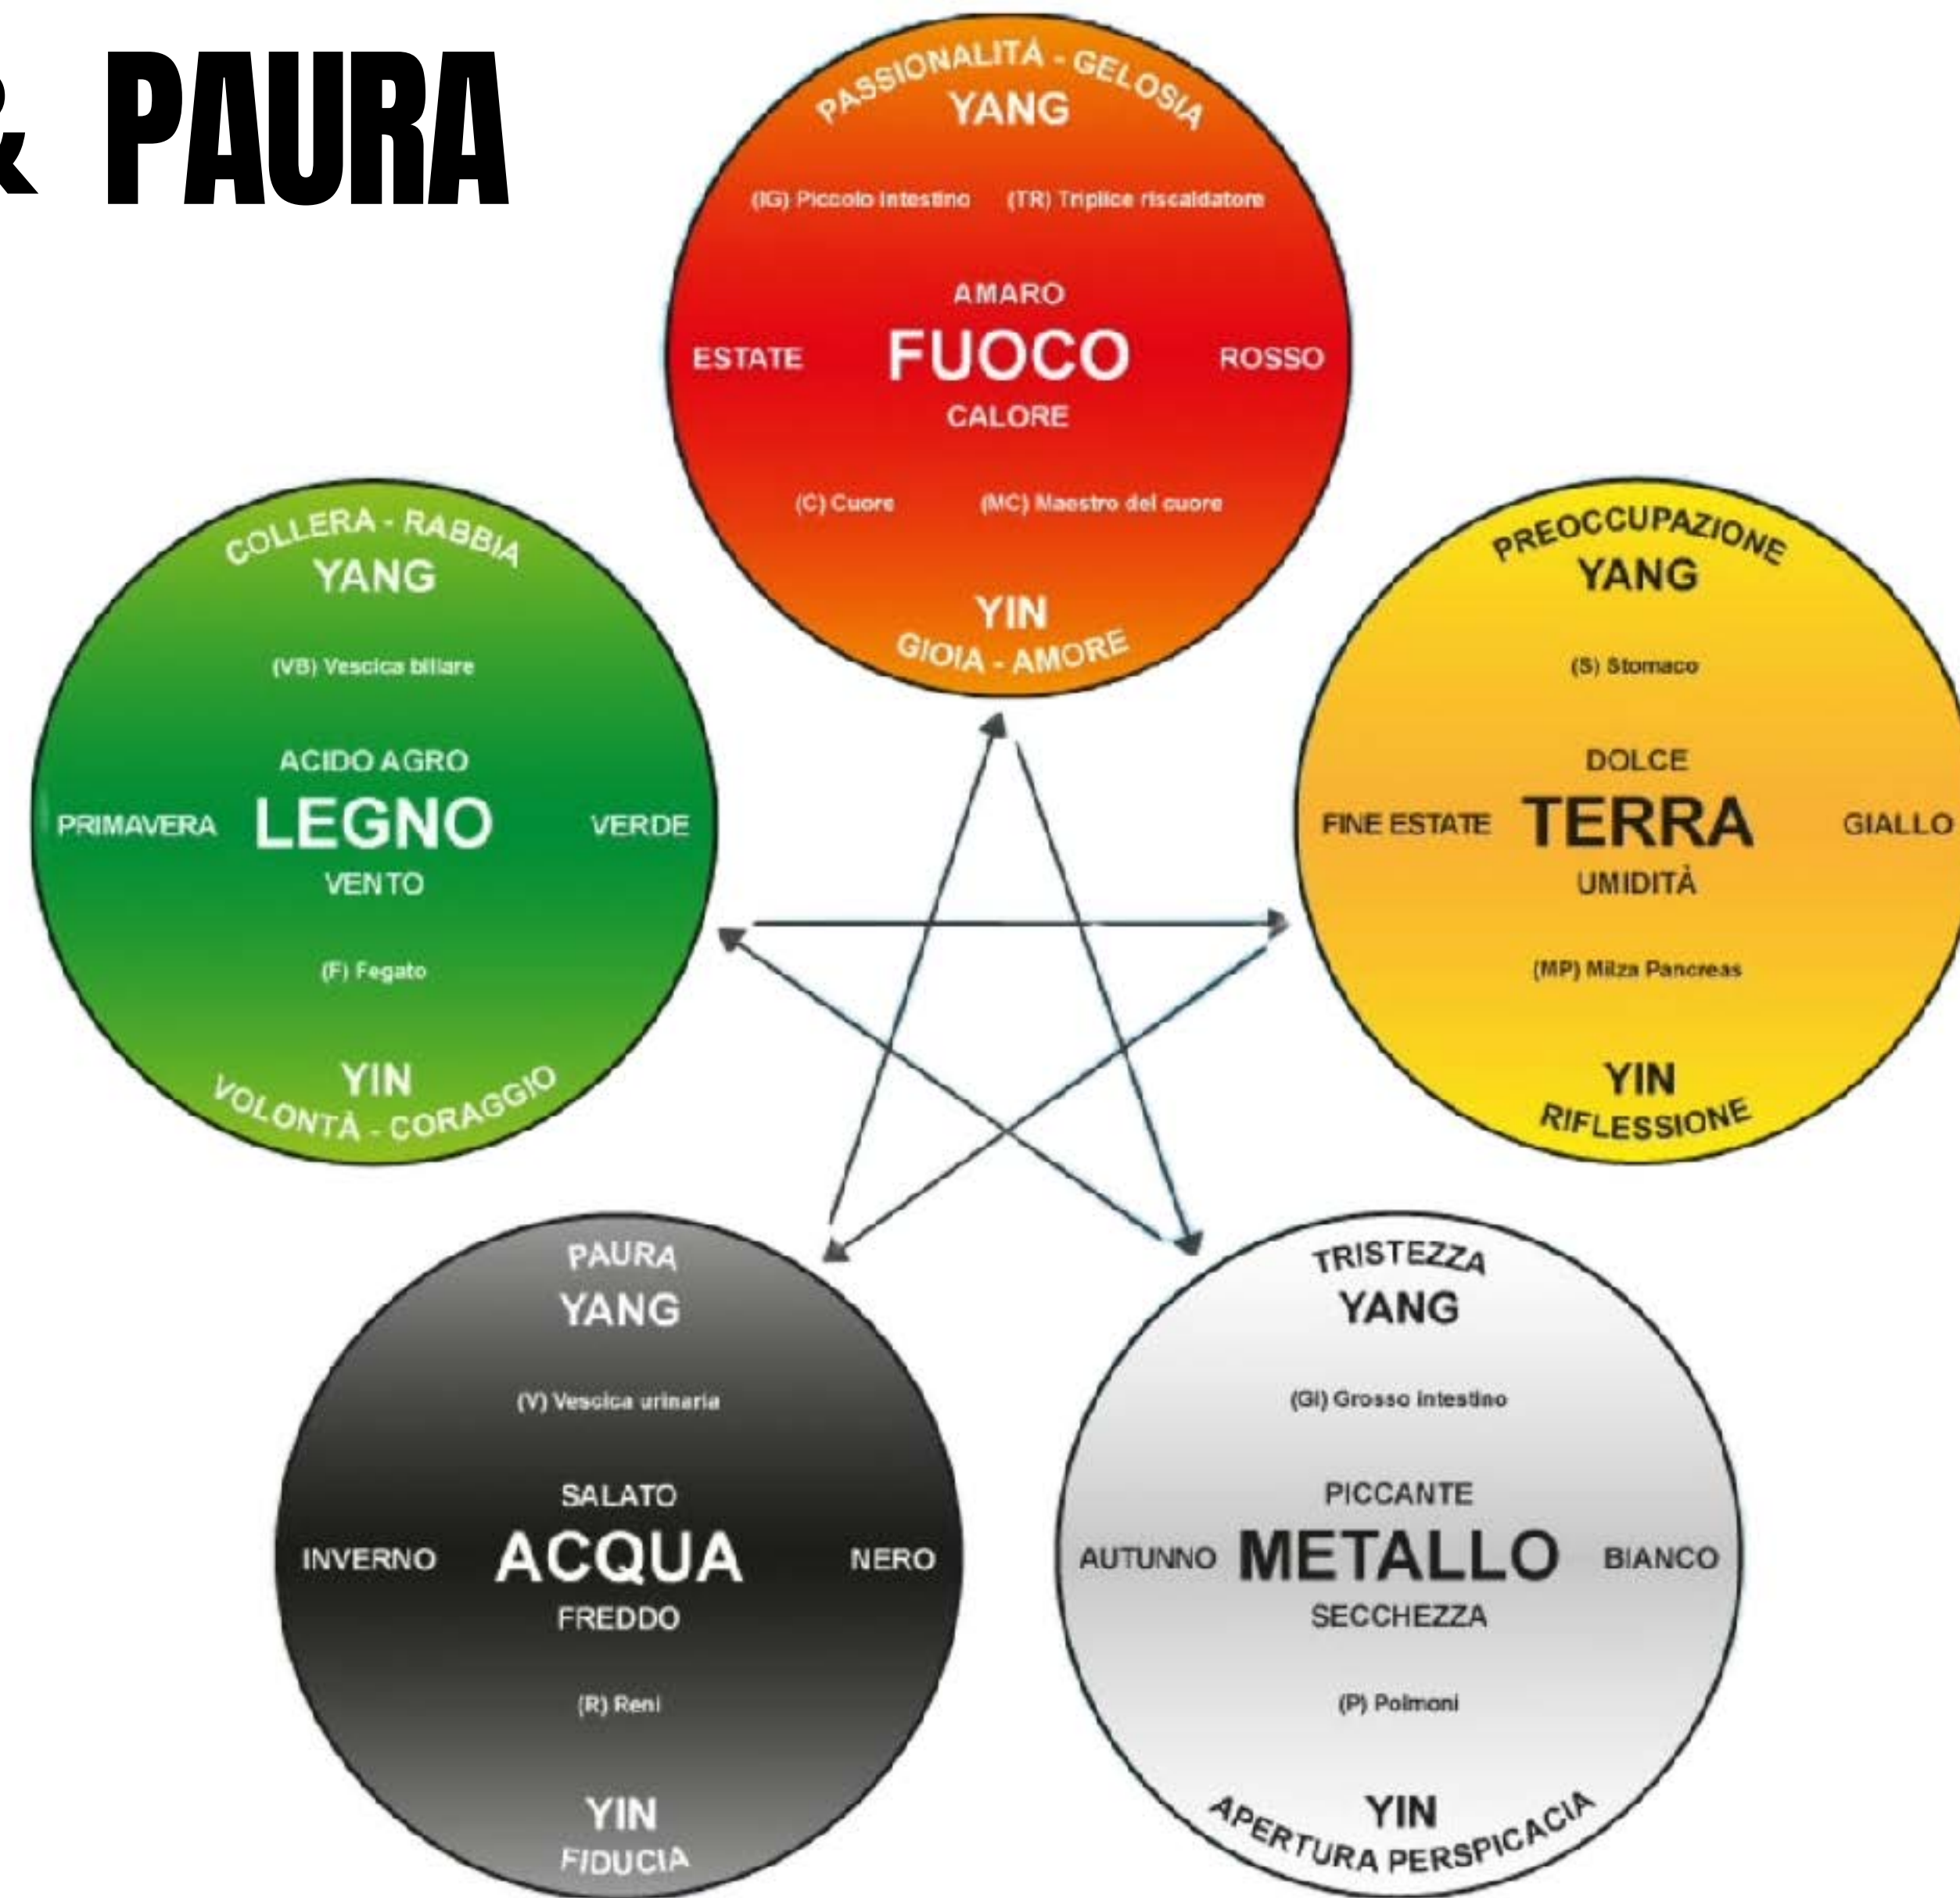 & PAURA
PASSIONALITÀ - GELOSIA
YANG
(IG) Piccolo Intestino (TR) Triplice riscaldatore
AMARO
ESTATE FUOCO ROSSO
CALORE
(C) Cuore (MC) Maestro del cuore
YIN
GIOIA - AMORE
COLLERA - RABBIA
YANG
(VB) Vescica biliare
ACIDO AGRO
PRIMAVERA LEGNO VERDE
VENTO
(F) Fegato
YIN
VOLONTÀ - CORAGGIO
PREOCCUPAZIONE
YANG
(S) Stomaco
DOLCE
FINE ESTATE TERRA GIALLO
UMIDITÀ
(MP) Milza Pancreas
YIN
RIFLESSIONE
PAURA
YANG
(V) Vescica urinaria
SALATO
INVERNO ACQUA NERO
FREDDO
(R) Reni
YIN
FIDUCIA
TRISTEZZA
YANG
(GI) Grosso intestino
PICCANTE
AUTUNNO METALLO BIANCO
SECCHEZZA
(P) Polmoni
YIN
APERTURA PERSPICACIA